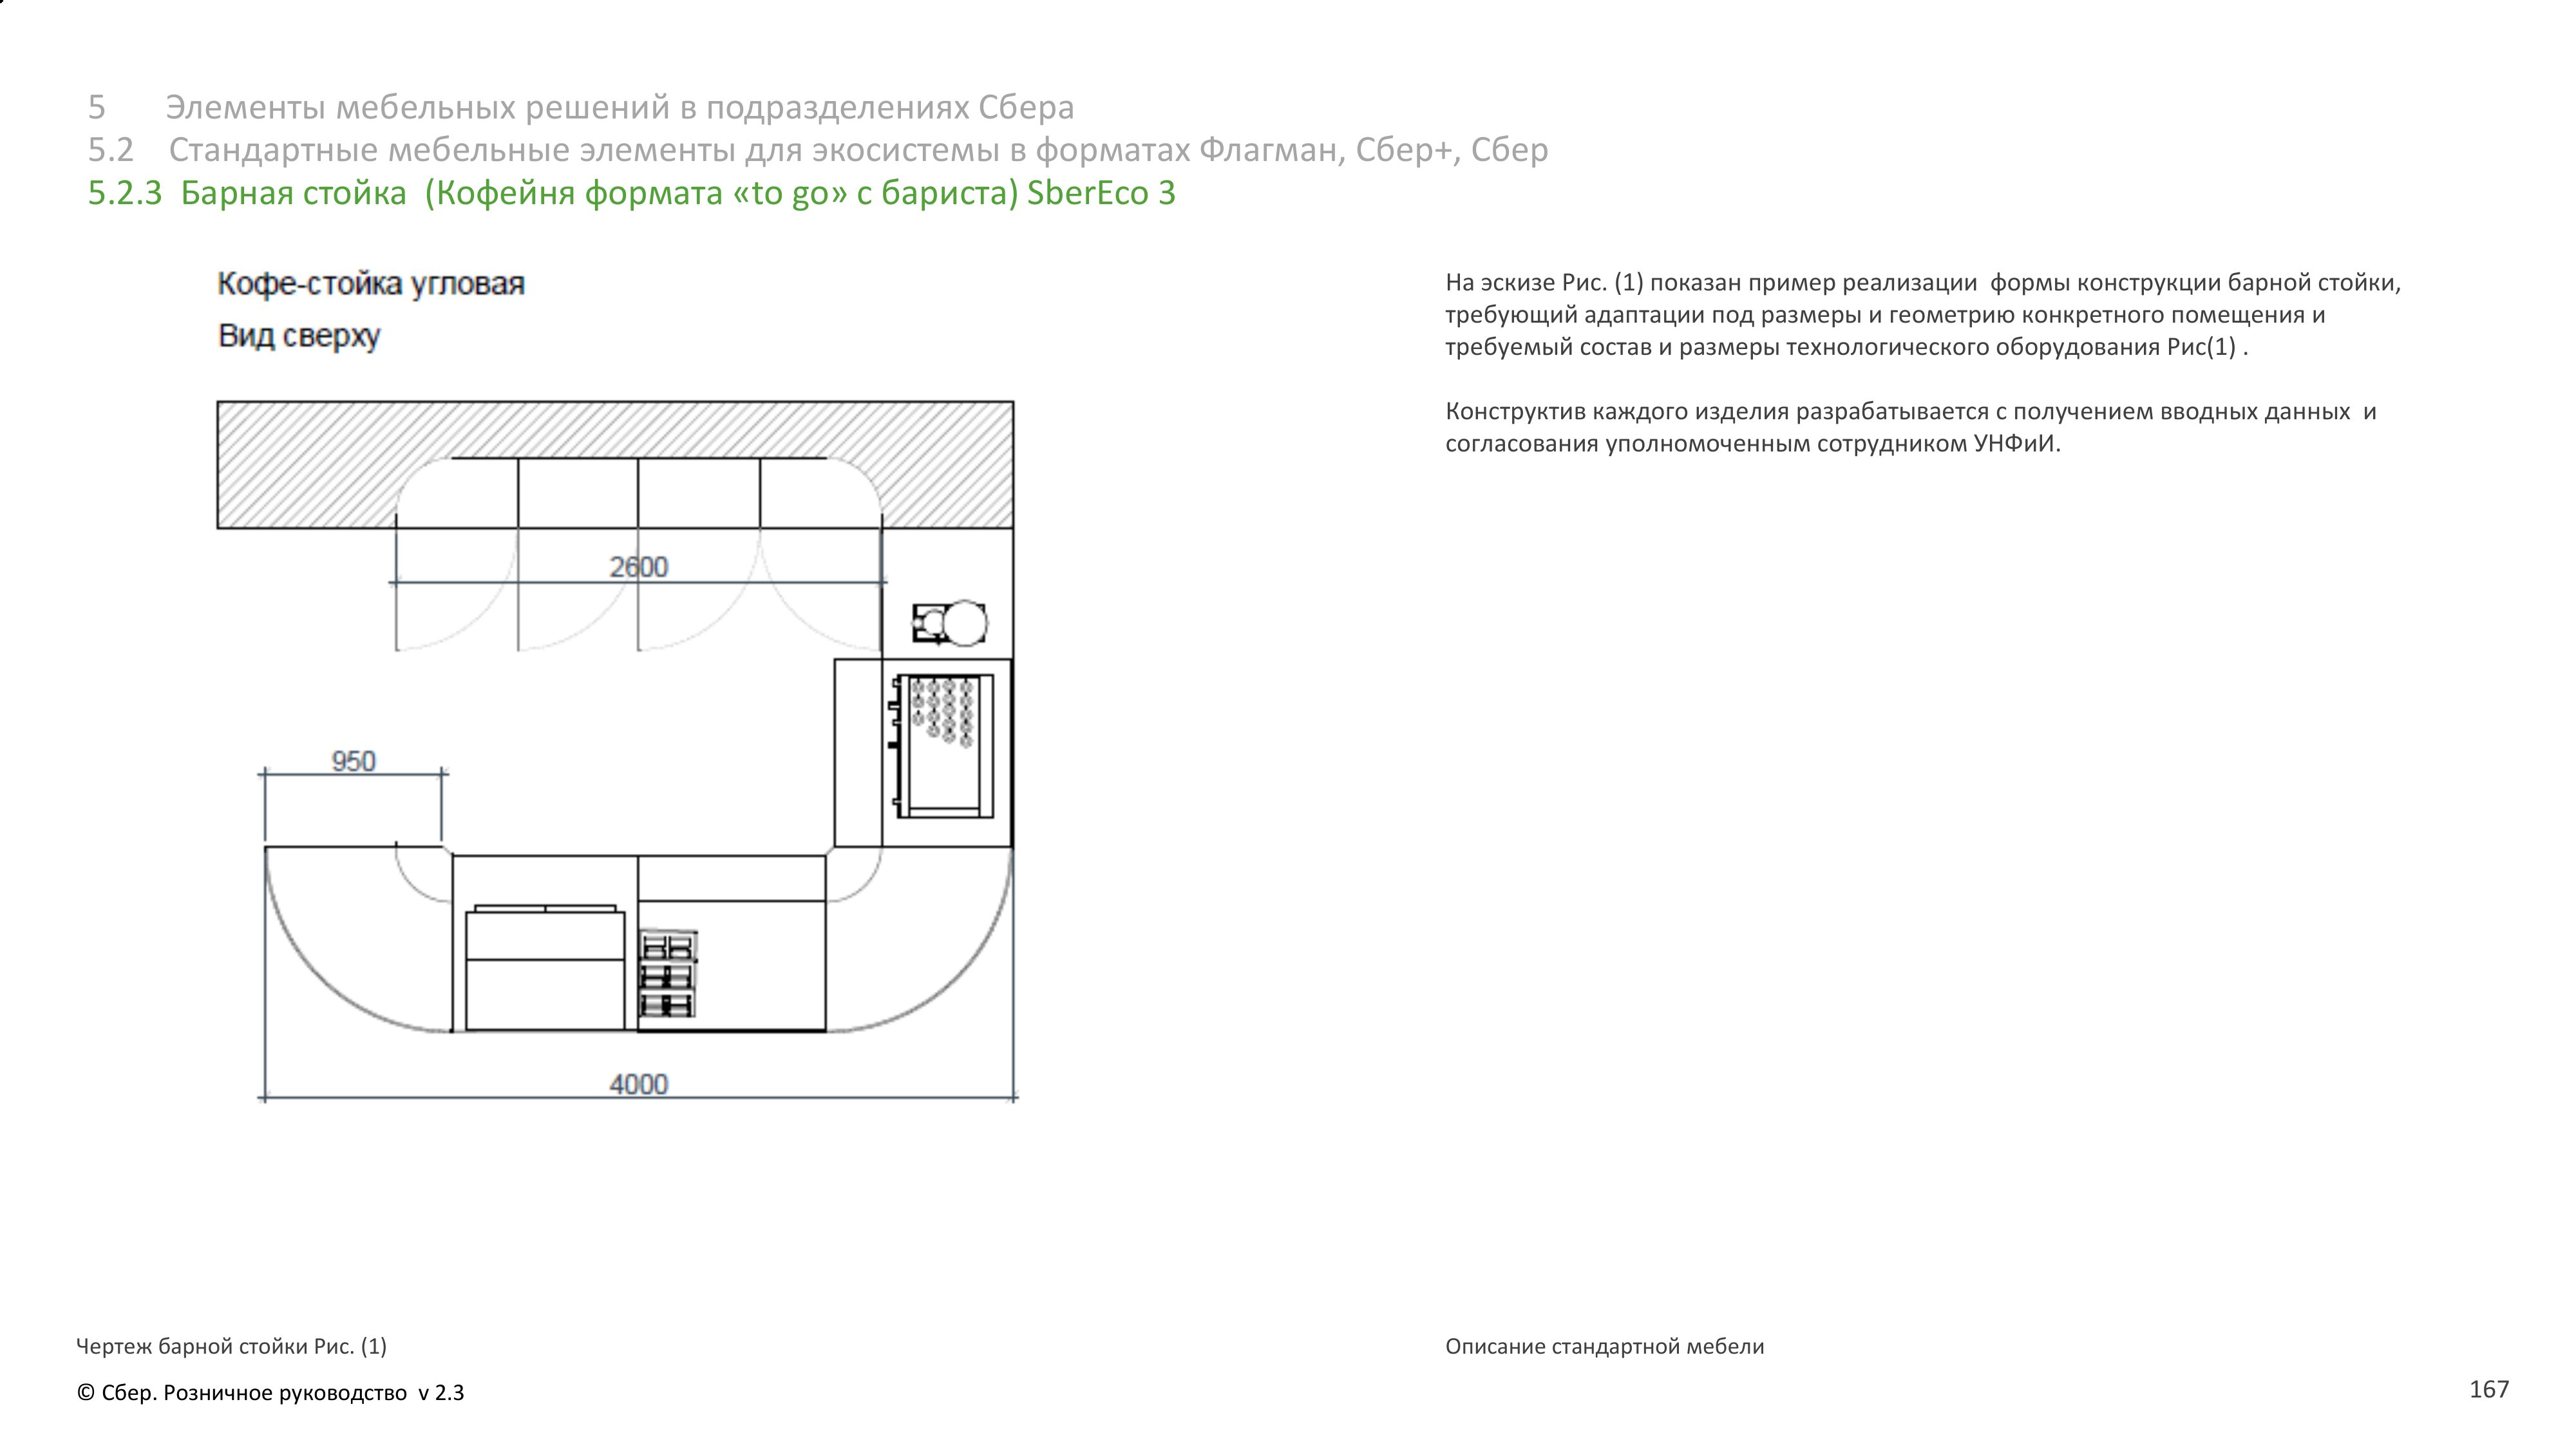 5 Элементы мебельных решений в подразделениях Сбера
5.2 Стандартные мебельные элементы для экосистемы в форматах Флагман, Сбер+, Сбер
5.2.3 Барная стойка (Кофейня формата «to go» с бариста) SberEco 3
Кофе-стойка угловая
Вид сверху
2600
950
4000
На эскизе Рис. (1) показан пример реализации формы конструкции барной стойки,
требующий адаптации под размеры и геометрию конкретного помещения и
требуемый состав и размеры технологического оборудования Рис(1) .
Конструктив каждого изделия разрабатывается с получением вводных данных и
согласования уполномоченным сотрудником УНФиИ.
Чертеж барной стойки Рис. (1)
Описание стандартной мебели
© Сбер. Розничное руководство v 2.3
167